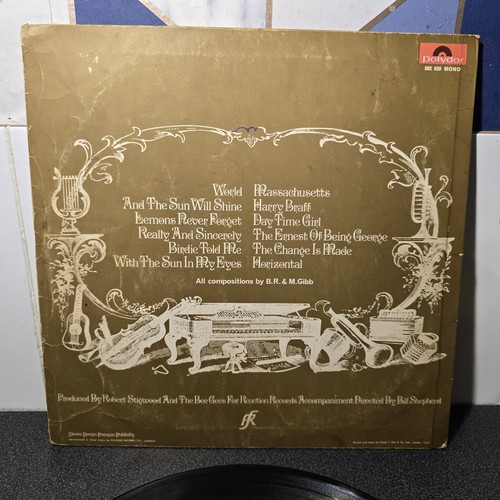 Polydor
582 020 MONO
World
And The Sun Will Shine
Lemons Never Forget
Really And Sincerely
Birdie Told Me
With The Sun In My Eyes
Massachusetts
Harry Braff
Day Time Girl
The Ernest Of Being George
The Change Is Made
Horizontal
All compositions by B.R. & M.Gibb
Produced By Robert Stigwood And The Bee Gees For Reaction Records Accompaniment Directed By Bill Shepherd